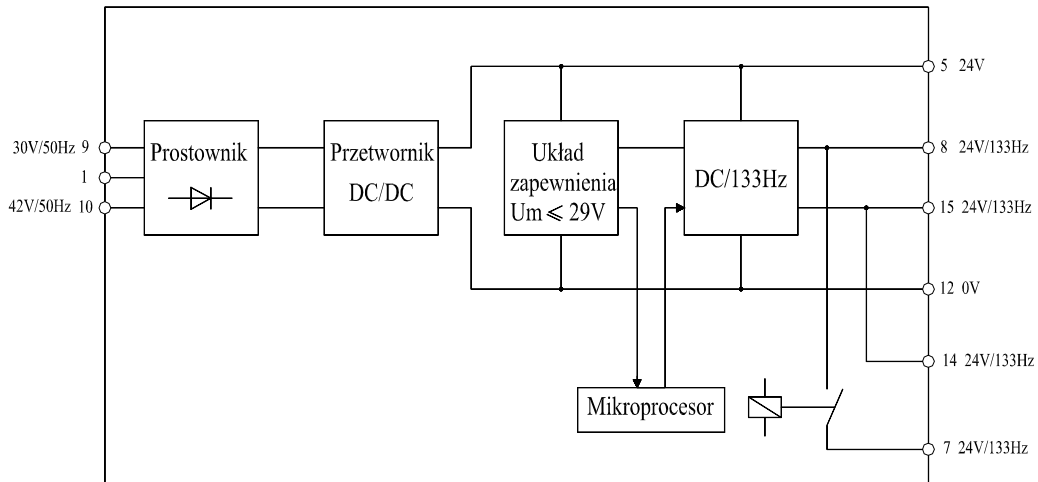 5 24V
30V/50Hz 9
Prostownik
Przetwornik
DC/DC
Układ
zapewnienia
Um ⩽ 29V
DC/133Hz
8 24V/133Hz
1
42V/50Hz 10
15 24V/133Hz
12 0V
14 24V/133Hz
Mikroprocesor
7 24V/133Hz